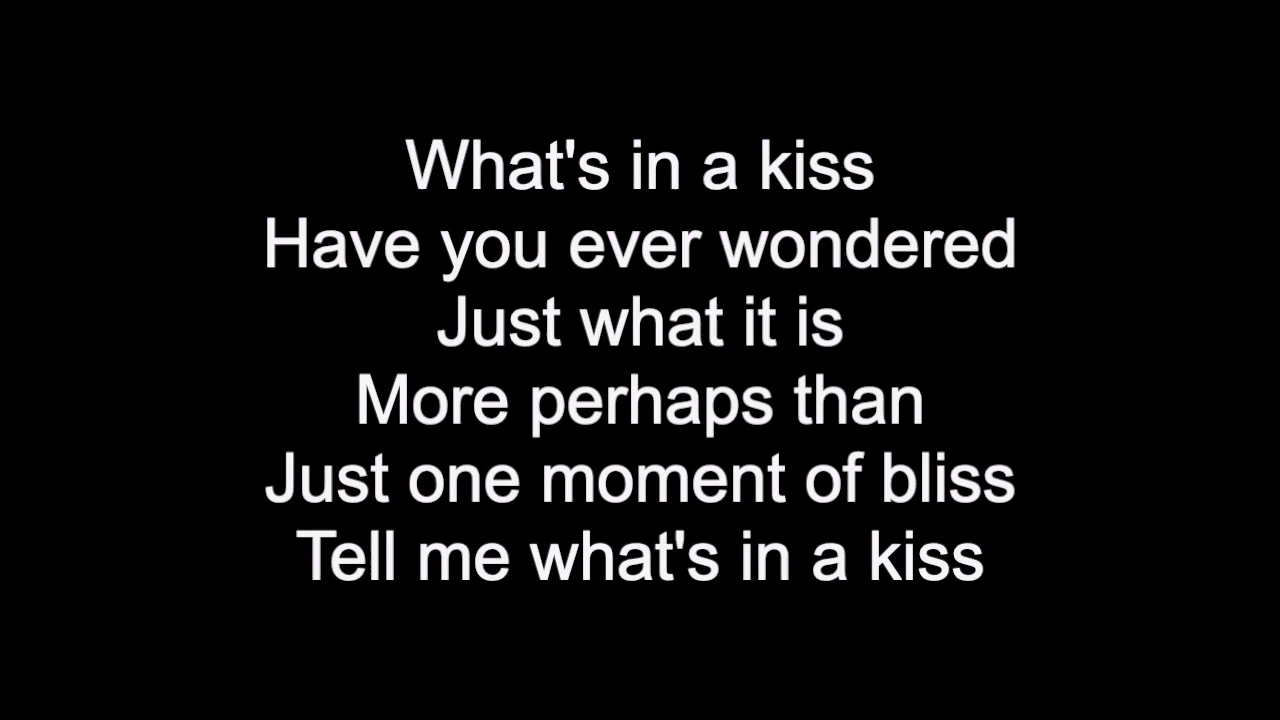 What's in a kiss
Have you ever wondered
Just what it is
More perhaps than
Just one moment of bliss
Tell me what's in a kiss